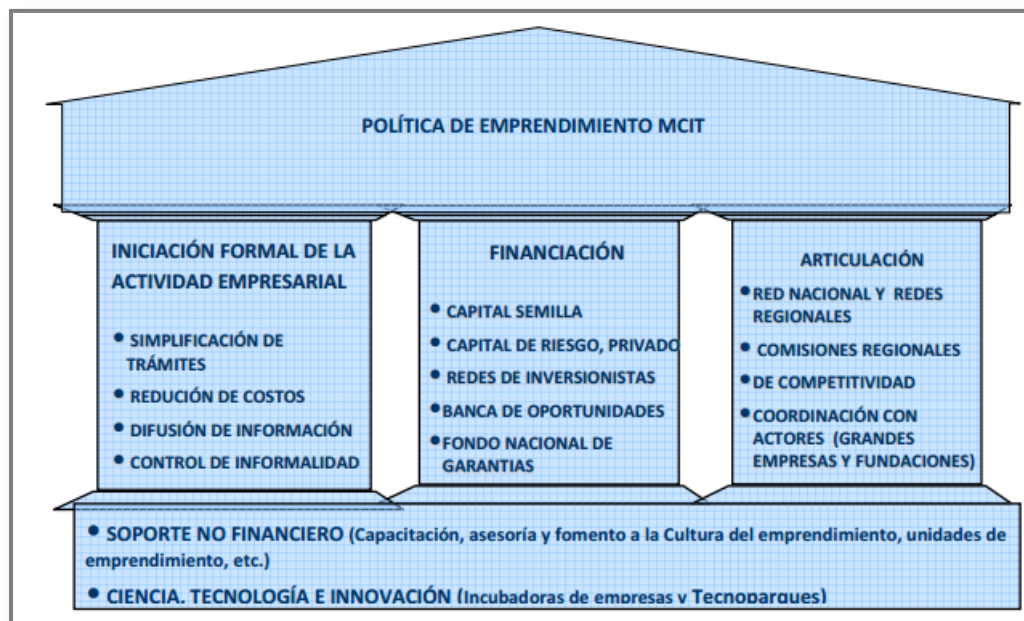 POLÍTICA DE EMPRENDIMIENTO MCIT
INICIACIÓN FORMAL DE LA
ACTIVIDAD EMPRESARIAL
• SIMPLIFICACIÓN DE
TRÁMITES
• REDUCIÓN DE COSTOS
• DIFUSIÓN DE INFORMACIÓN
• CONTROL DE INFORMALIDAD
FINANCIACIÓN
• CAPITAL SEMILLA
• CAPITAL DE RIESGO, PRIVADO
• REDES DE INVERSIONISTAS
• BANCA DE OPORTUNIDADES
• FONDO NACIONAL DE
GARANTIAS
ARTICULACIÓN
• RED NACIONAL Y REDES
REGIONALES
• COMISIONES REGIONALES
• DE COMPETITIVIDAD
• COORDINACIÓN CON
ACTORES (GRANDES
EMPRESAS Y FUNDACIONES)
• SOPORTE NO FINANCIERO (Capacitación, asesoría y fomento a la Cultura del emprendimiento, unidades de
emprendimiento, etc.)
• CIENCIA. TECNOLOGÍA E INNOVACIÓN (Incubadoras de empresas y Tecnoparques)